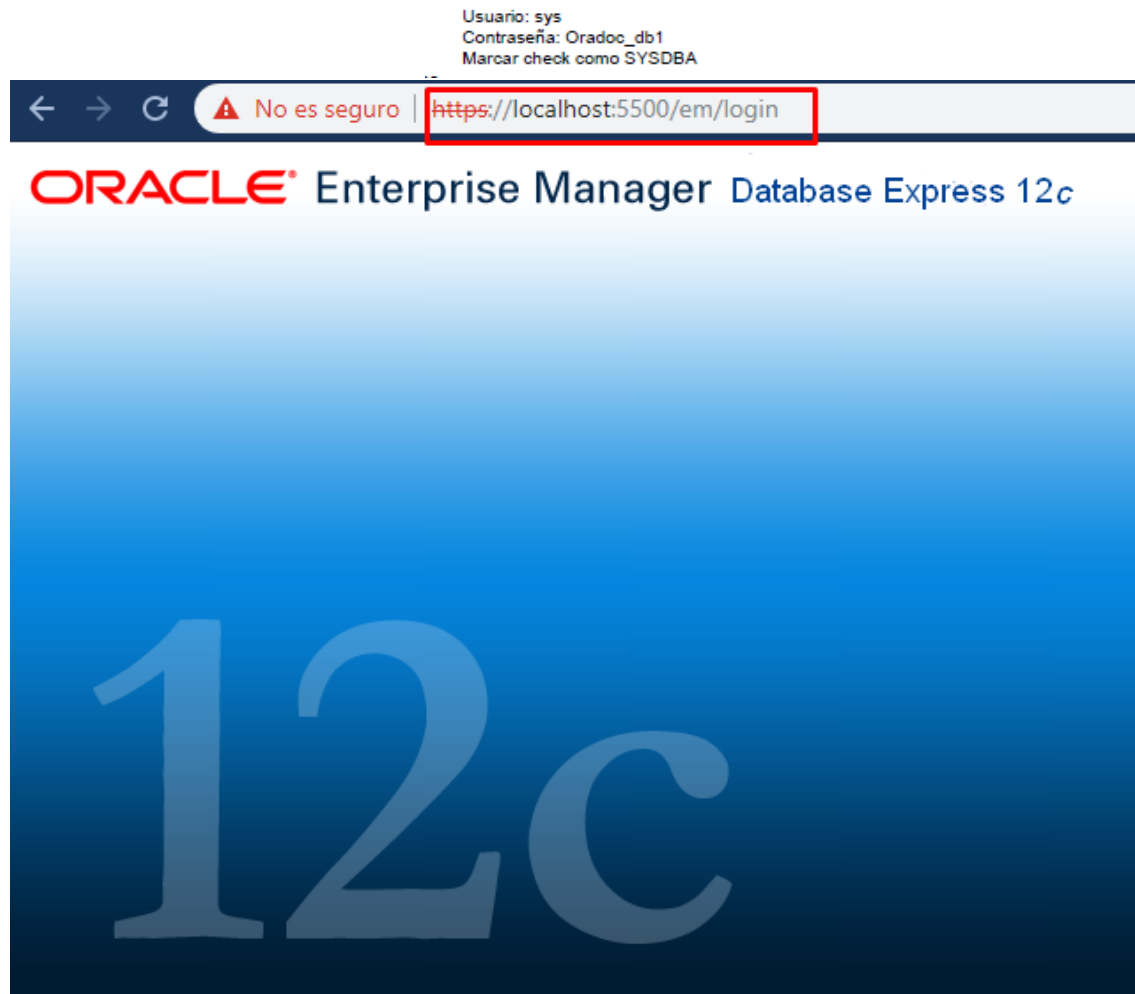 Usuario: sys
Contraseña: Oradoc_db1
Marcar check como SYSDBA
No es seguro | https://localhost:5500/em/login
ORACLE Enterprise Manager Database Express 12c
12c